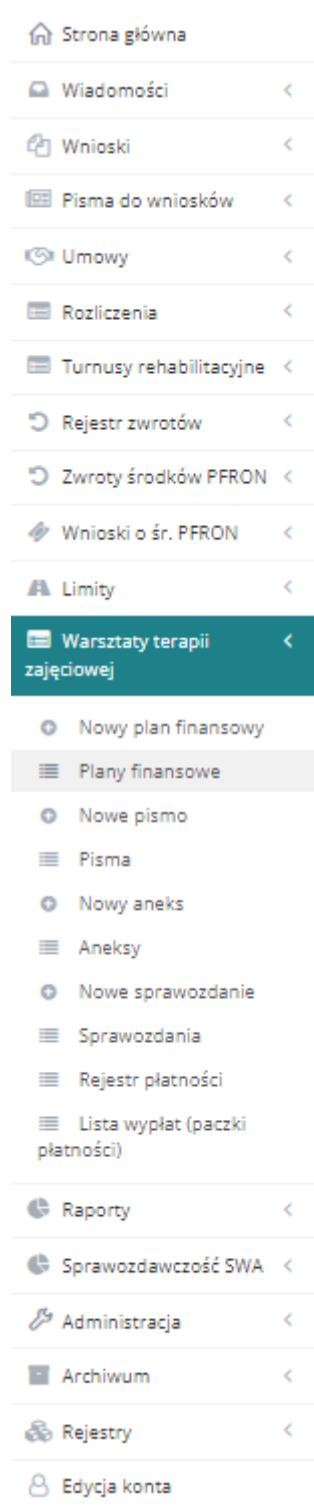 Strona główna
Wiadomości
Wnioski
Pisma do wniosków
Umowy
Rozliczenia
Turnusy rehabilitacyjne
Rejestr zwrotów
Zwroty środków PFRON
Wnioski o śr. PFRON
Limity
Warsztaty terapii
zajęciowej
Nowy plan finansowy
Plany finansowe
Nowe pismo
Pisma
Nowy aneks
Aneksy
Nowe sprawozdanie
Sprawozdania
Rejestr płatności
Lista wypłat (paczki
płatności)
Raporty
Sprawozdawczość SWA
Administracja
Archiwum
Rejestry
Edycja konta